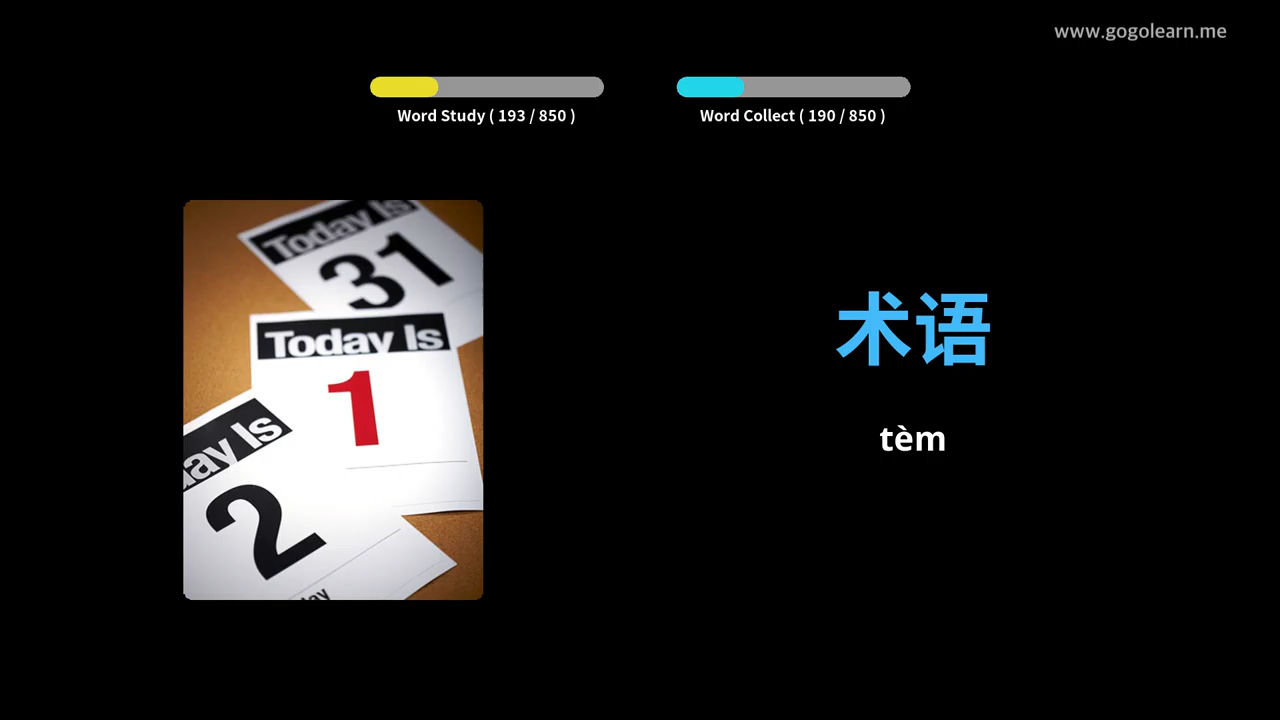 www.gogolearn.me
Word Study ( 193 / 850 )
Word Collect ( 190 / 850 )
Today Is
31
Today Is
1
ay Is
2
术语
tèm